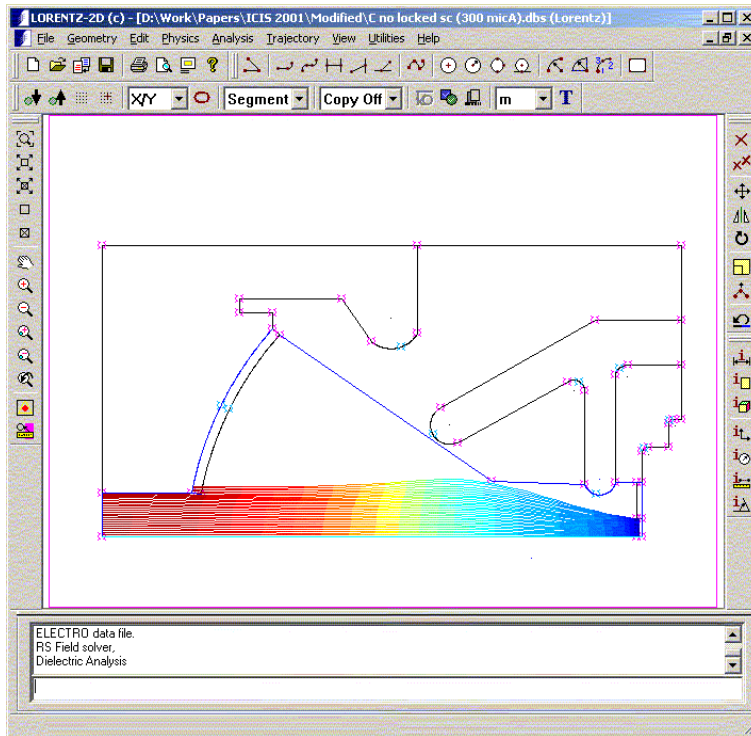 LORENTZ-2D (c) - [D:\Work\Papers\ICIS 2001\Modified\C no locked sc (300 micA).dbs (Lorentz)]
File Geometry Edit Physics Analysis Trajectory View Utilities Help
X/Y Segment Copy Off m T
ELECTRO data file.
RS Field solver,
Dielectric Analysis